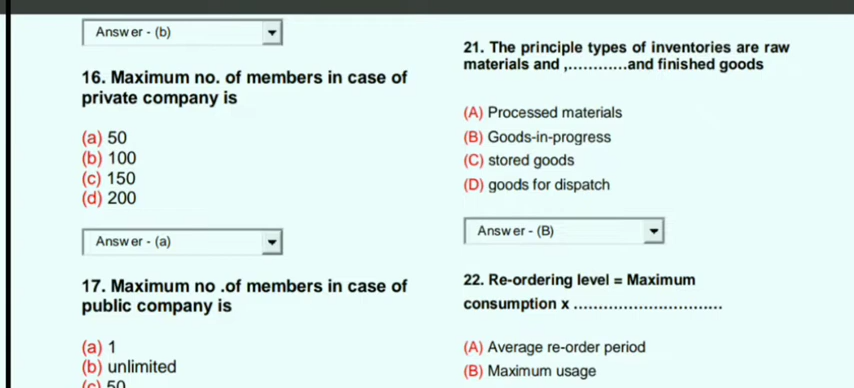 Answer - (b)
16. Maximum no. of members in case of
private company is
(a) 50
(b) 100
(c) 150
(d) 200
Answer - (a)
17. Maximum no .of members in case of
public company is
(a) 1
(b) unlimited
(c) 50
21. The principle types of inventories are raw
materials and ,............and finished goods
(A) Processed materials
(B) Goods-in-progress
(C) stored goods
(D) goods for dispatch
Answer - (B)
22. Re-ordering level = Maximum
consumption x ..............................
(A) Average re-order period
(B) Maximum usage